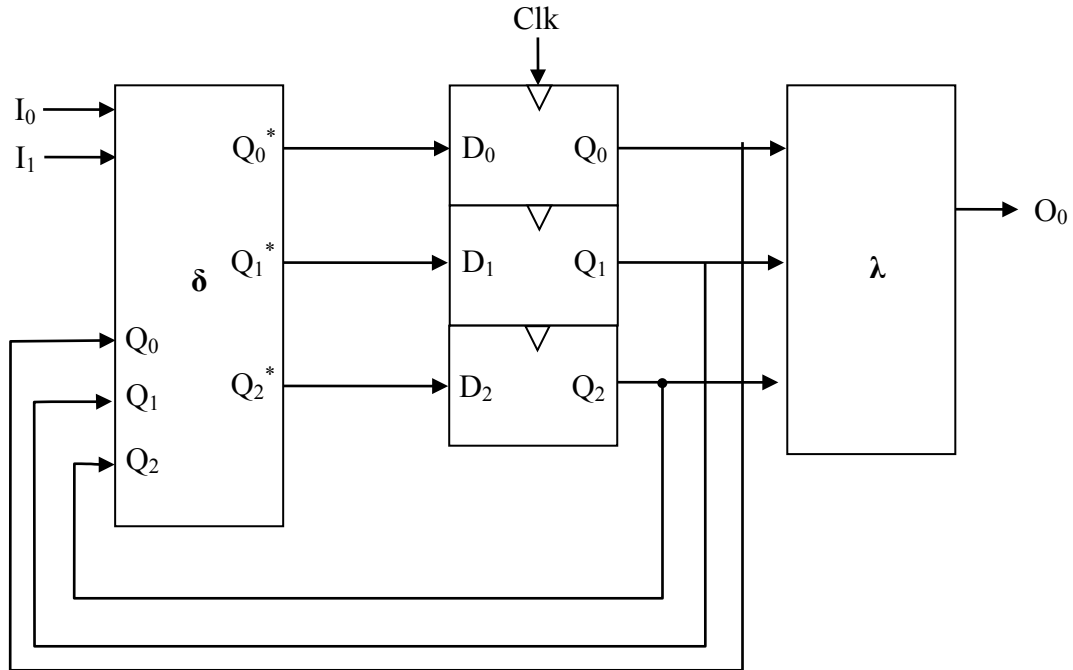 Clk
I₀
I₁
Q₀*
D₀
Q₀
O₀
Q₁*
D₁
Q₁
δ
λ
Q₀
Q₂*
D₂
Q₂
Q₁
Q₂